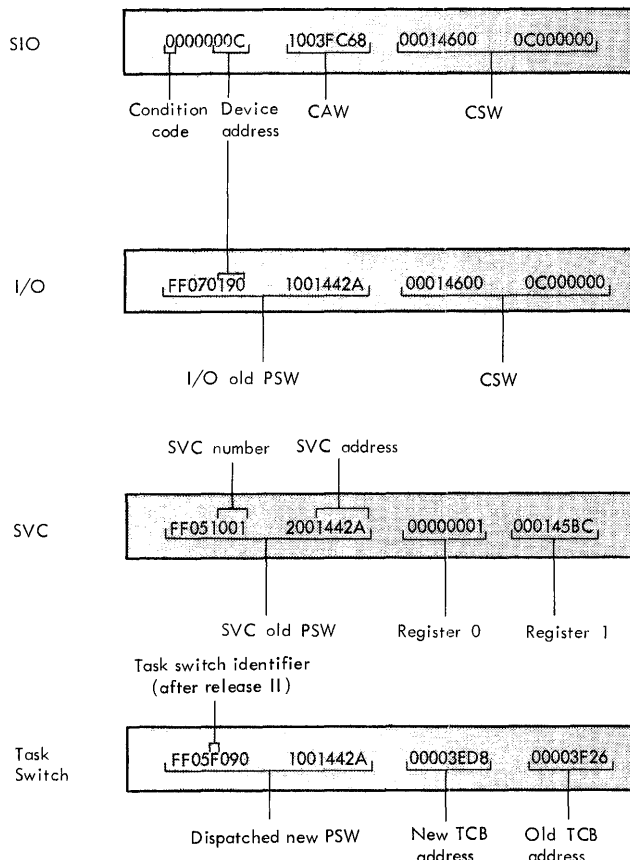 SIO
0000000C 1003FC68 00014600 0C000000
Condition code
Device address
CAW
CSW
I/O
FF070190 1001442A 00014600 0C000000
I/O old PSW
CSW
SVC number
SVC address
SVC
FF051001 2001442A 00000001 000145BC
SVC old PSW
Register 0
Register 1
Task switch identifier
(after release II)
Task
Switch
FF05F090 1001442A 00003ED8 00003F26
Dispatched new PSW
New TCB
address
Old TCB
address